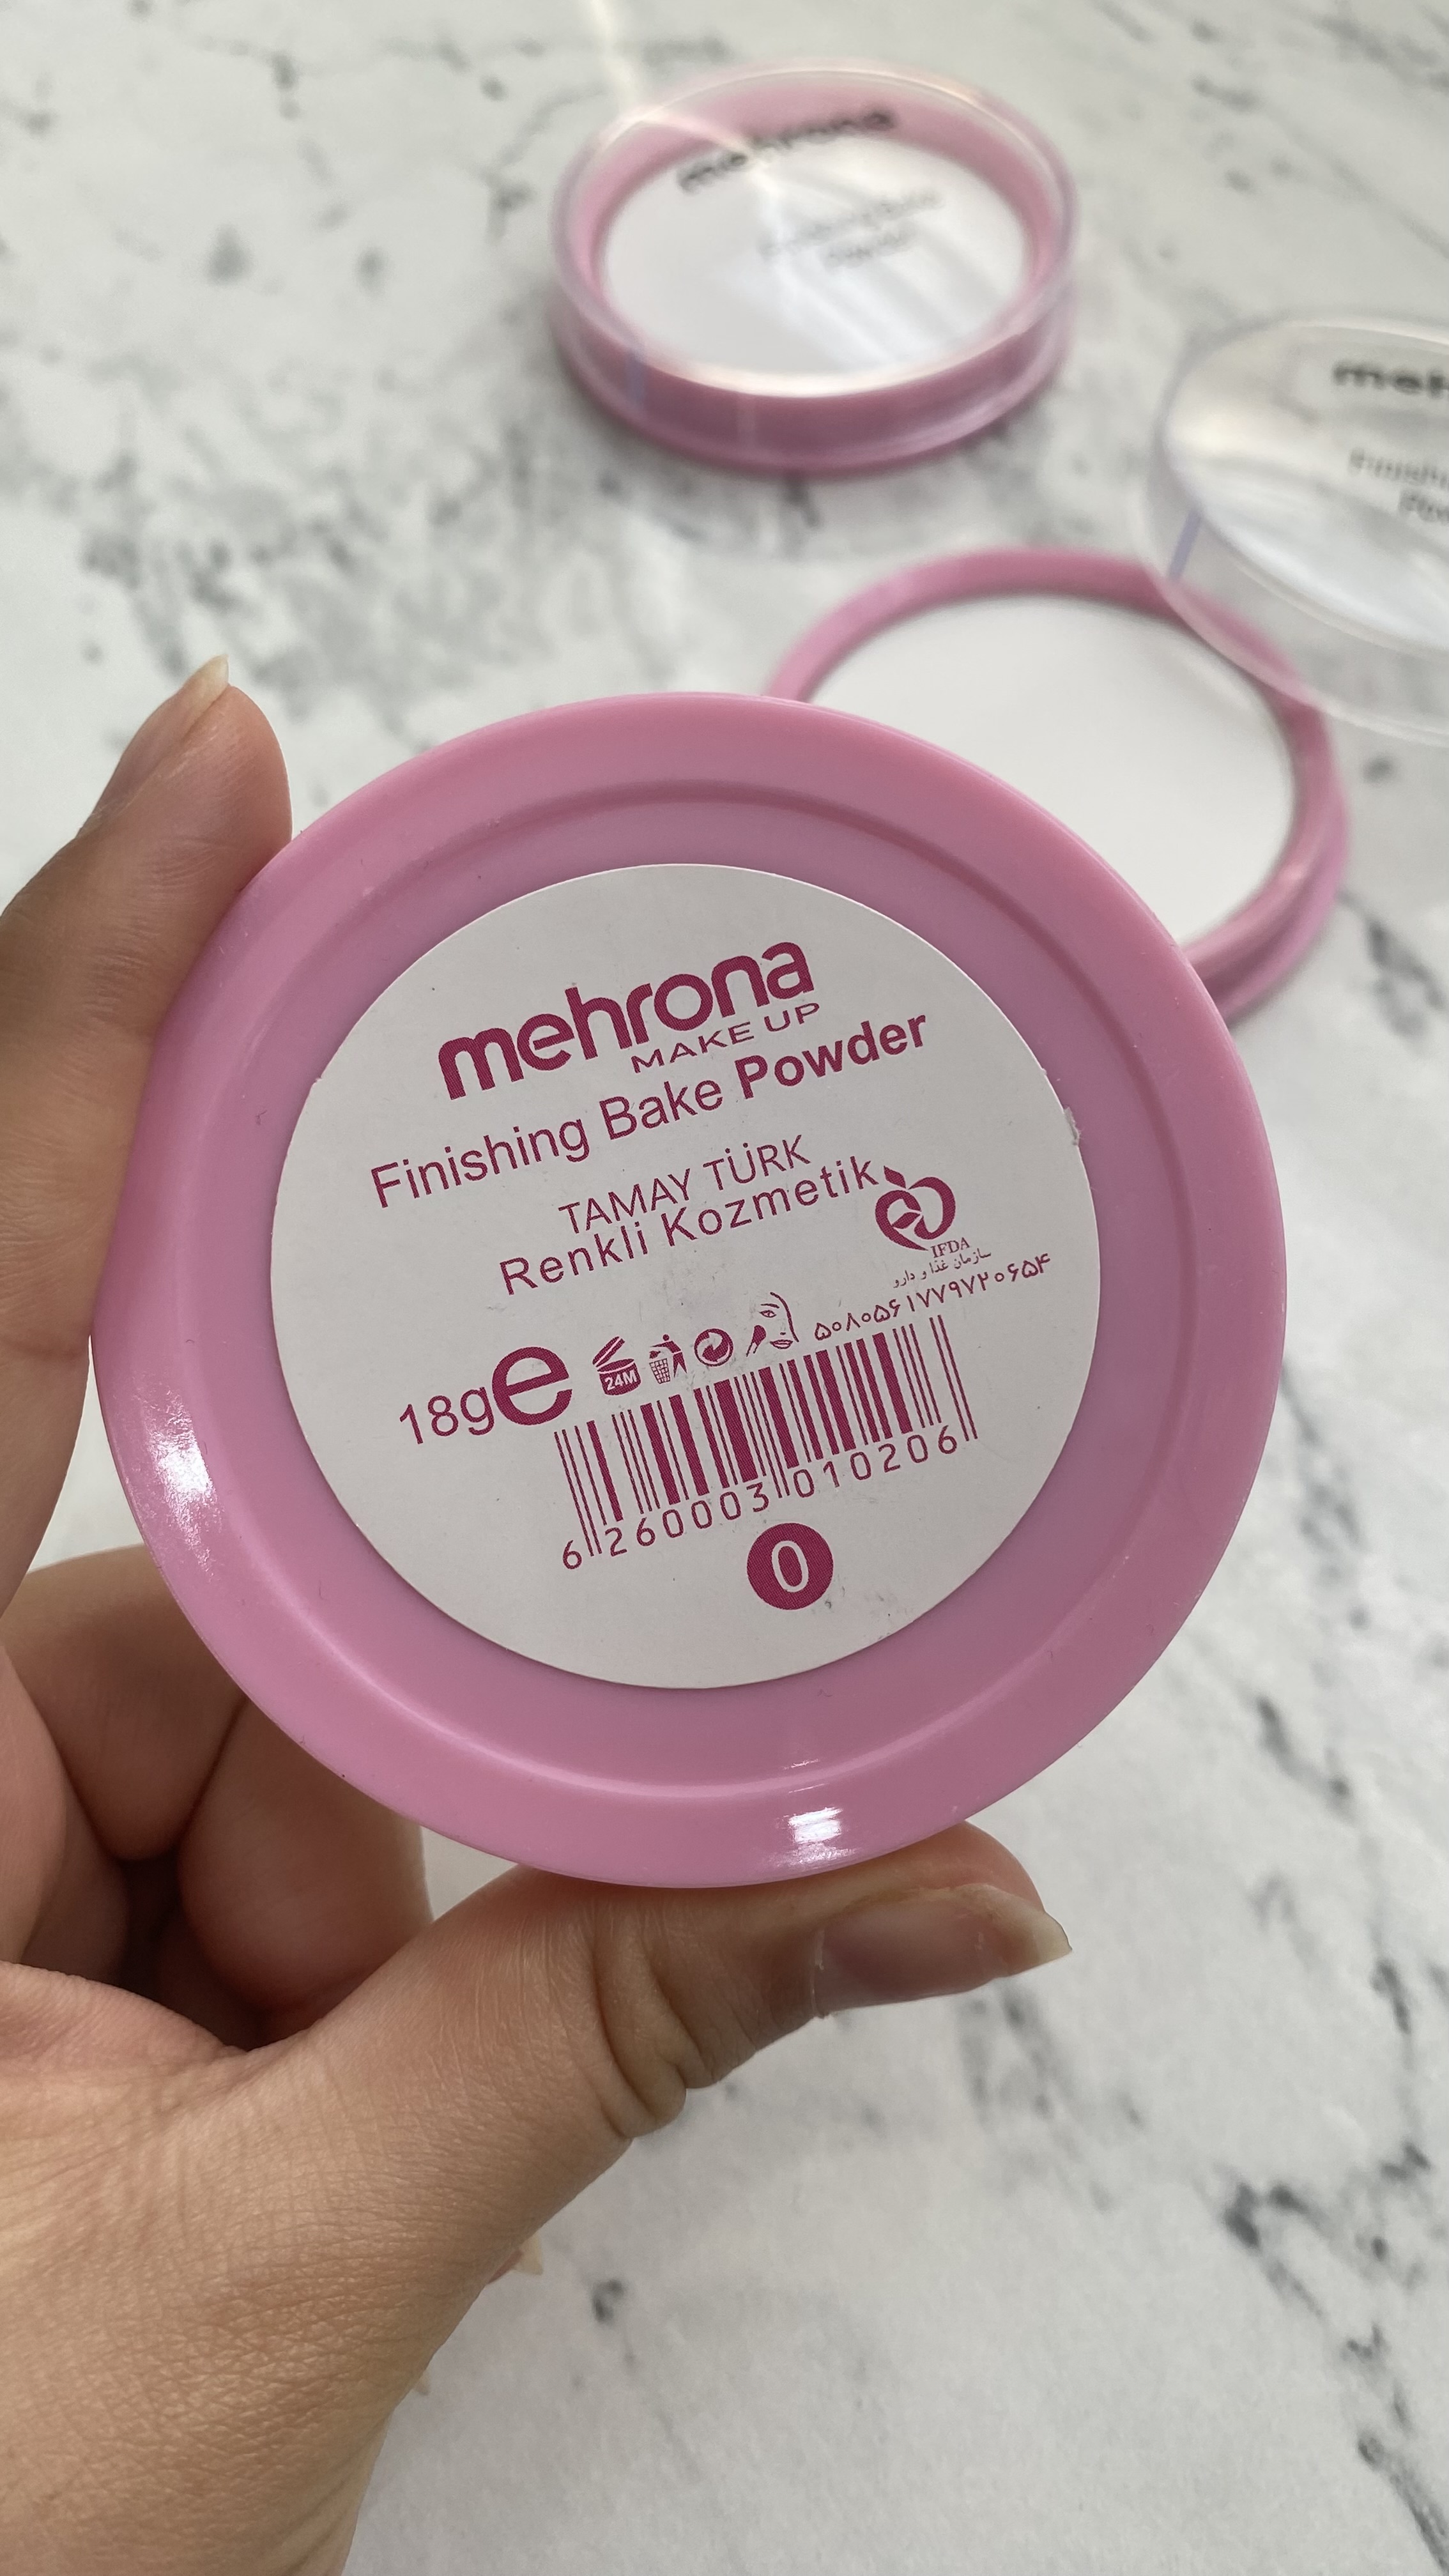 mehrona
mehrona
MAKE UP
Finishing Bake Powder
TAMAY TÜRK
Renkli Kozmetik
IFDA
سازمان غذا و دارو
۵۰۸۰۵۶۱۷۷۹۷۲۰۶۵۴
18g e
24M
6 260003 010206
0